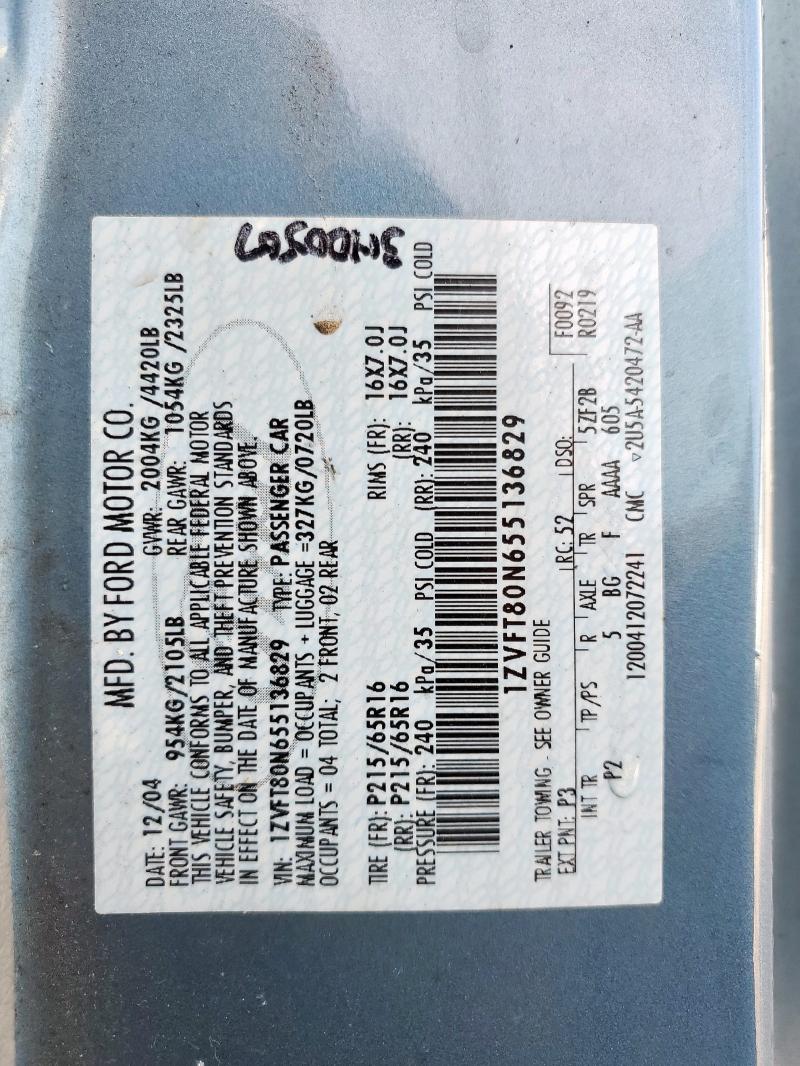 MFD. BY FORD MOTOR CO.
DATE: 12/04 GVWR: 2004KG /4420LB
FRONT GAWR: 954KG/2105LB REAR GAWR: 1054KG /2325LB
THIS VEHICLE CONFORMS TO ALL APPLICABLE FEDERAL MOTOR
VEHICLE SAFETY, BUMPER, AND THEFT PREVENTION STANDARDS
IN EFFECT ON THE DATE OF MANUFACTURE SHOWN ABOVE.
VIN: 1ZVFT80N655136829 TYPE: PASSENGER CAR
MAXIMUM LOAD = OCCUPANTS + LUGGAGE =327KG/0720LB
OCCUPANTS = 04 TOTAL; 2 FRONT, 02 REAR
TIRE (FR): P215/65R16 RIMS (FR): 16X7.0J
(RR): P215/65R16 (RR): 16X7.0J
PRESSURE (FR): 240 kPa/35 PSI COLD (RR): 240 kPa/35 PSI COLD
1ZVFT80N655136829
TRAILER TOWING - SEE OWNER GUIDE
EXT PNT: P3 RC: 52 DSO: F0092
INT TR TP/PS R AXLE TR SPR 5ZF2B R0219
P2 5 BG F AAAA 605
1200412072241 CMC v2U5A-5420472-AA